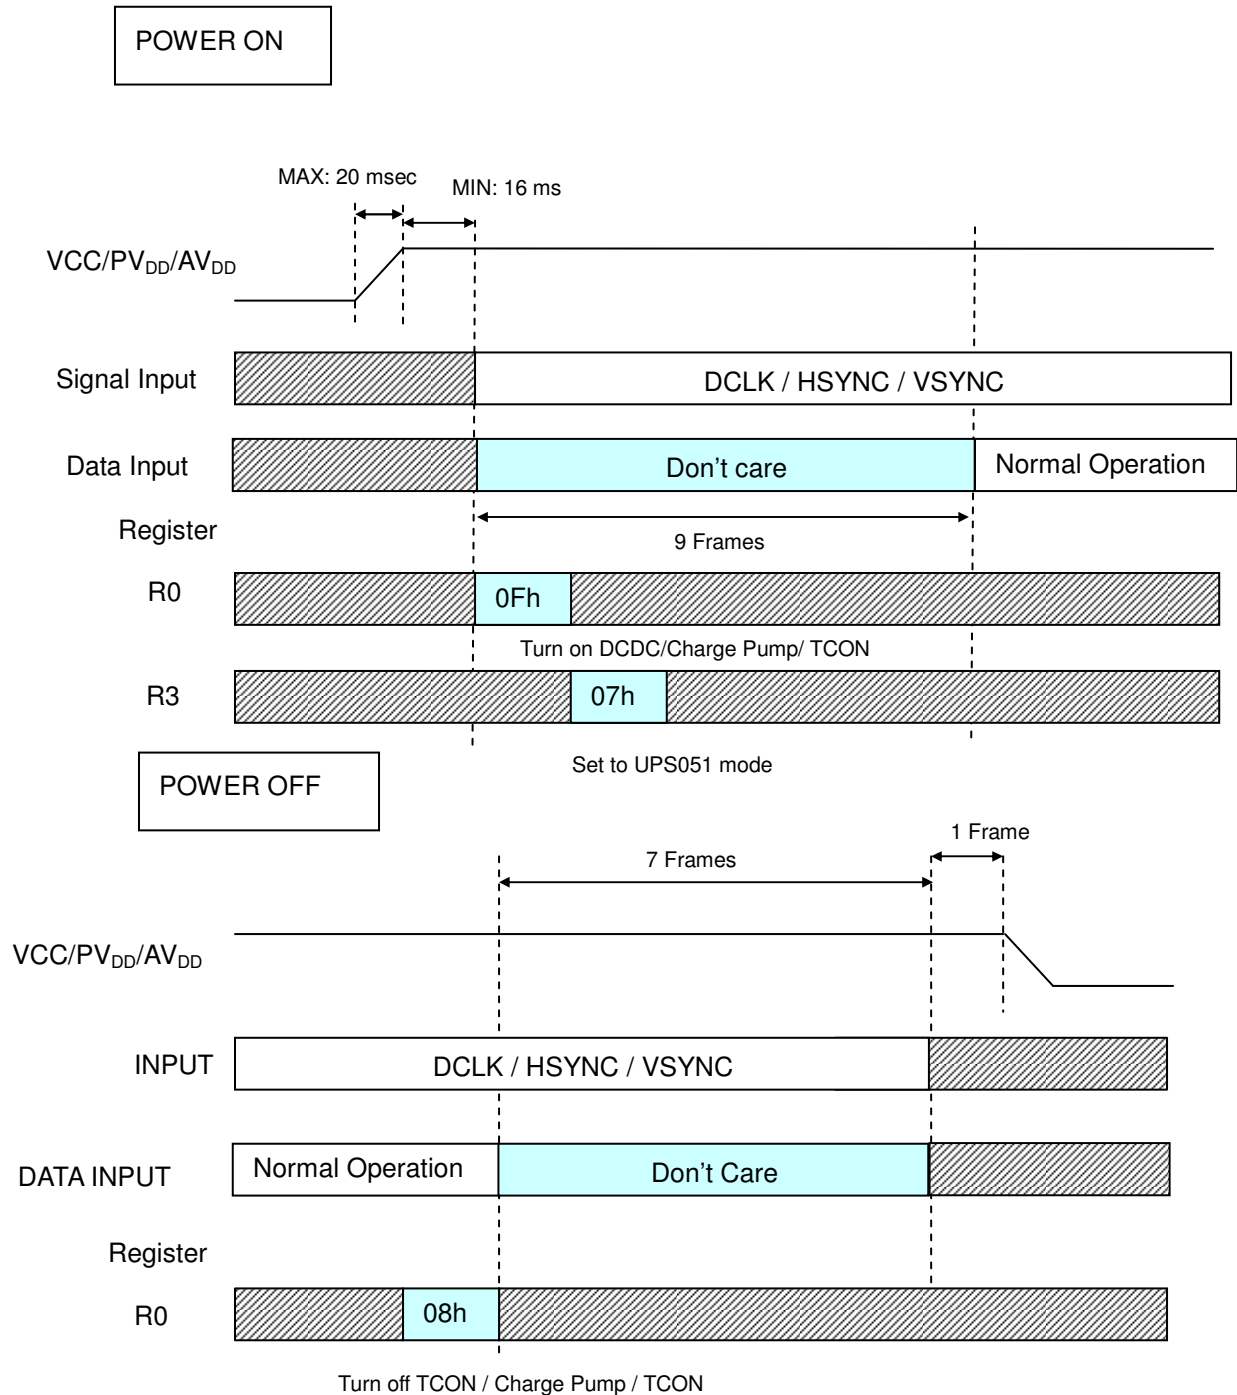 POWER ON
MAX: 20 msec
MIN: 16 ms
VCC/PVDD/AVDD
Signal Input
DCLK / HSYNC / VSYNC
Data Input
Don't care
Normal Operation
Register
9 Frames
R0
0Fh
Turn on DCDC/Charge Pump/ TCON
R3
07h
Set to UPS051 mode
POWER OFF
1 Frame
7 Frames
VCC/PVDD/AVDD
INPUT
DCLK / HSYNC / VSYNC
DATA INPUT
Normal Operation
Don't Care
Register
R0
08h
Turn off TCON / Charge Pump / TCON